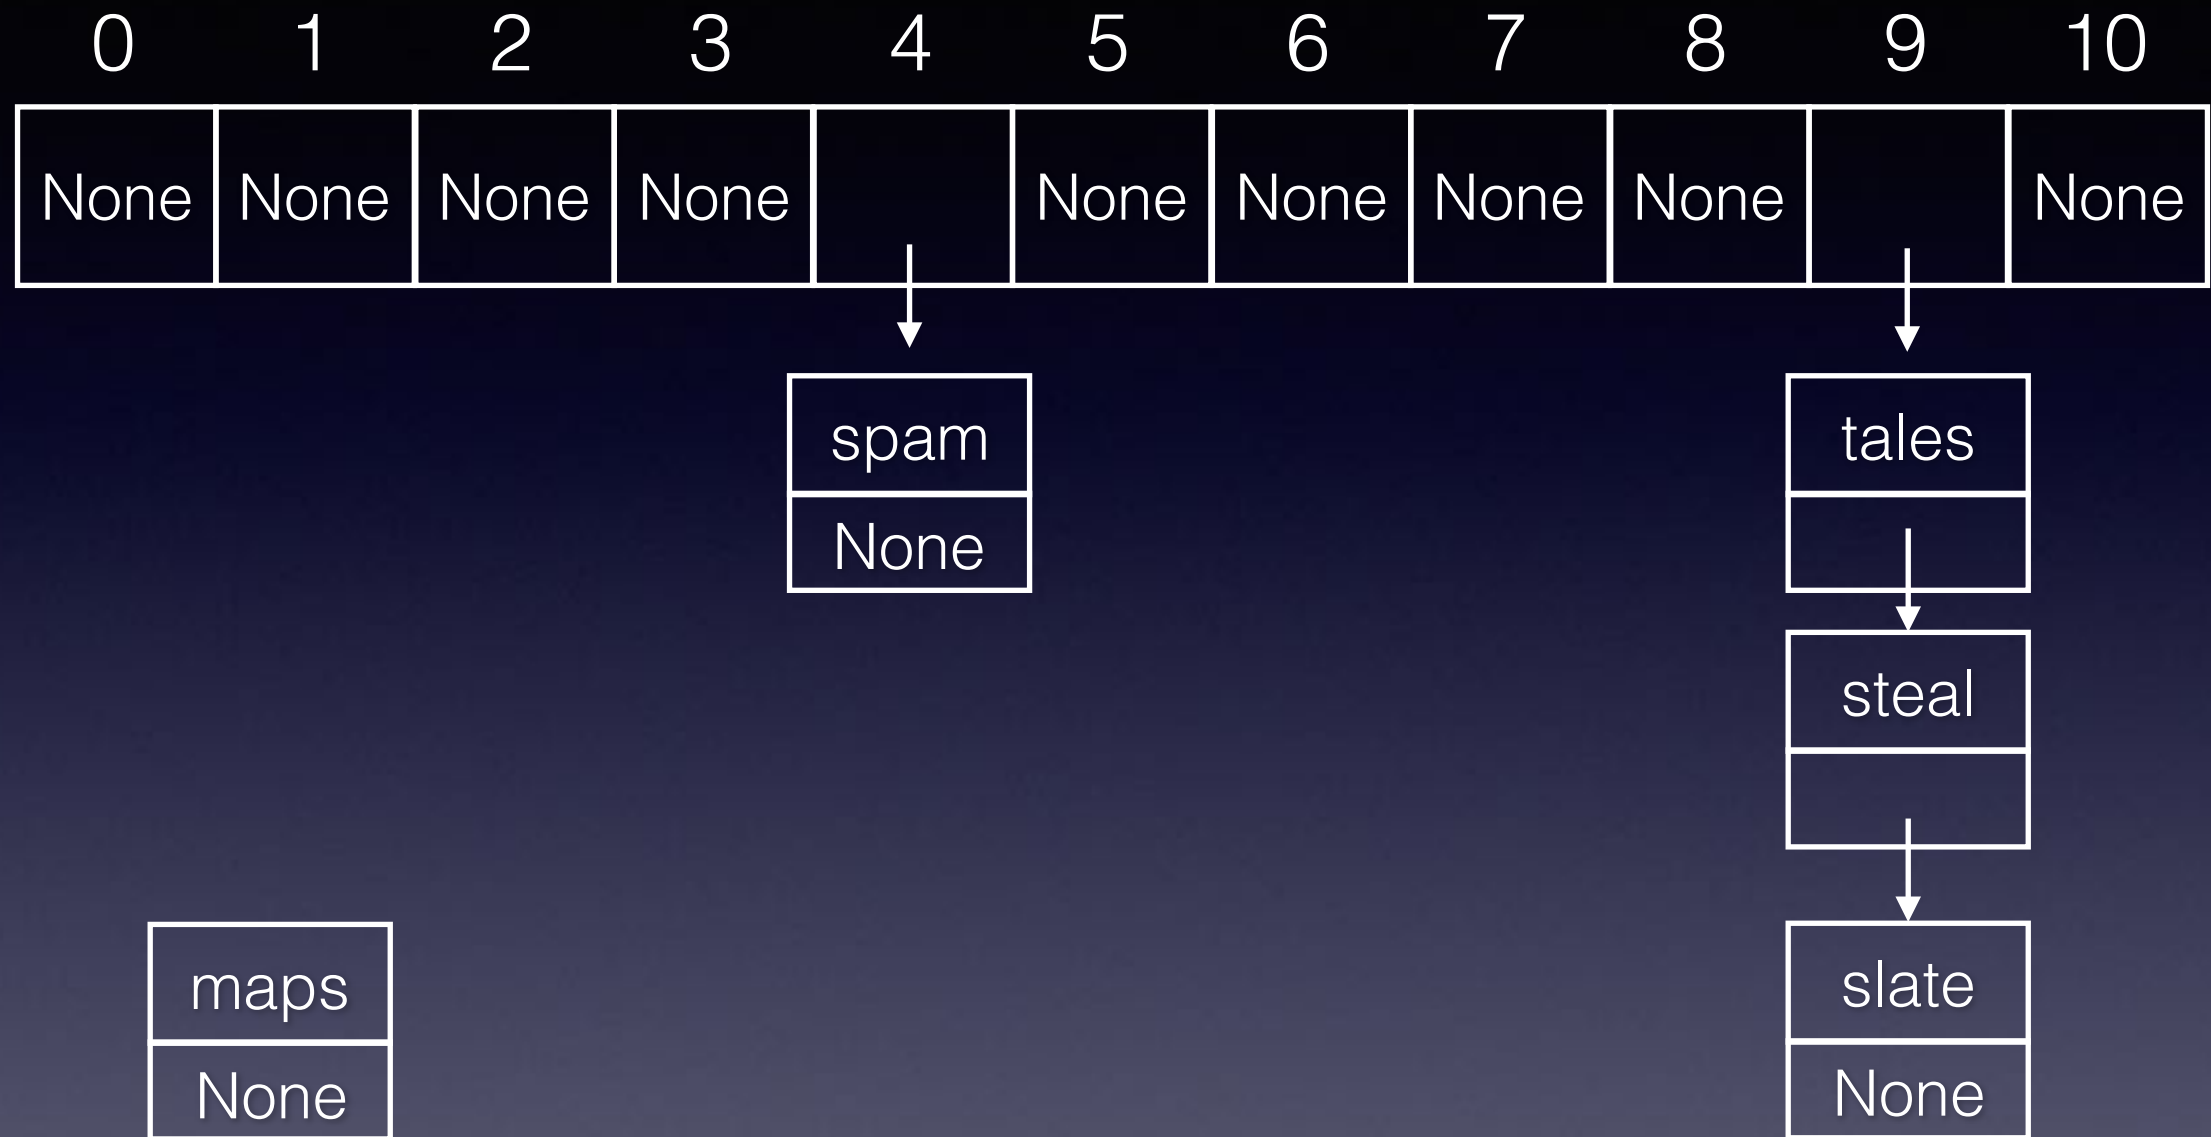 0 1 2 3 4 5 6 7 8 9 10
None None None None None None None None None
spam tales
None
steal
maps slate
None None